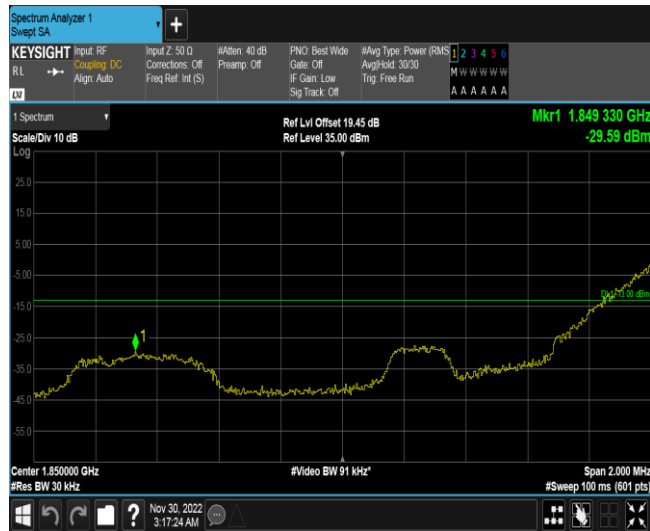 Spectrum Analyzer 1
Swept SA
KEYSIGHT
RL
LXI
Input: RF
Coupling: DC
Align: Auto
Input Z: 50 Ω
Corrections: Off
Freq Ref: Int (S)
#Atten: 40 dB
Preamp: Off
PNO: Best Wide
Gate: Off
IF Gain: Low
Sig Track: Off
#Avg Type: Power (RMS
Avg|Hold: 30/30
Trig: Free Run
1 2 3 4 5 6
M W W W W W
A A A A A A
1 Spectrum
Scale/Div 10 dB
Ref Lvl Offset 19.45 dB
Ref Level 35.00 dBm
Mkr1 1.849 330 GHz
-29.59 dBm
Log
25.0
15.0
5.00
-5.00
DL1 -13.00 dBm
-15.0
-25.0
1
-35.0
-45.0
-55.0
Center 1.850000 GHz
#Video BW 91 kHz*
Span 2.000 MHz
#Res BW 30 kHz
#Sweep 100 ms (601 pts)
?
Nov 30, 2022
3:17:24 AM